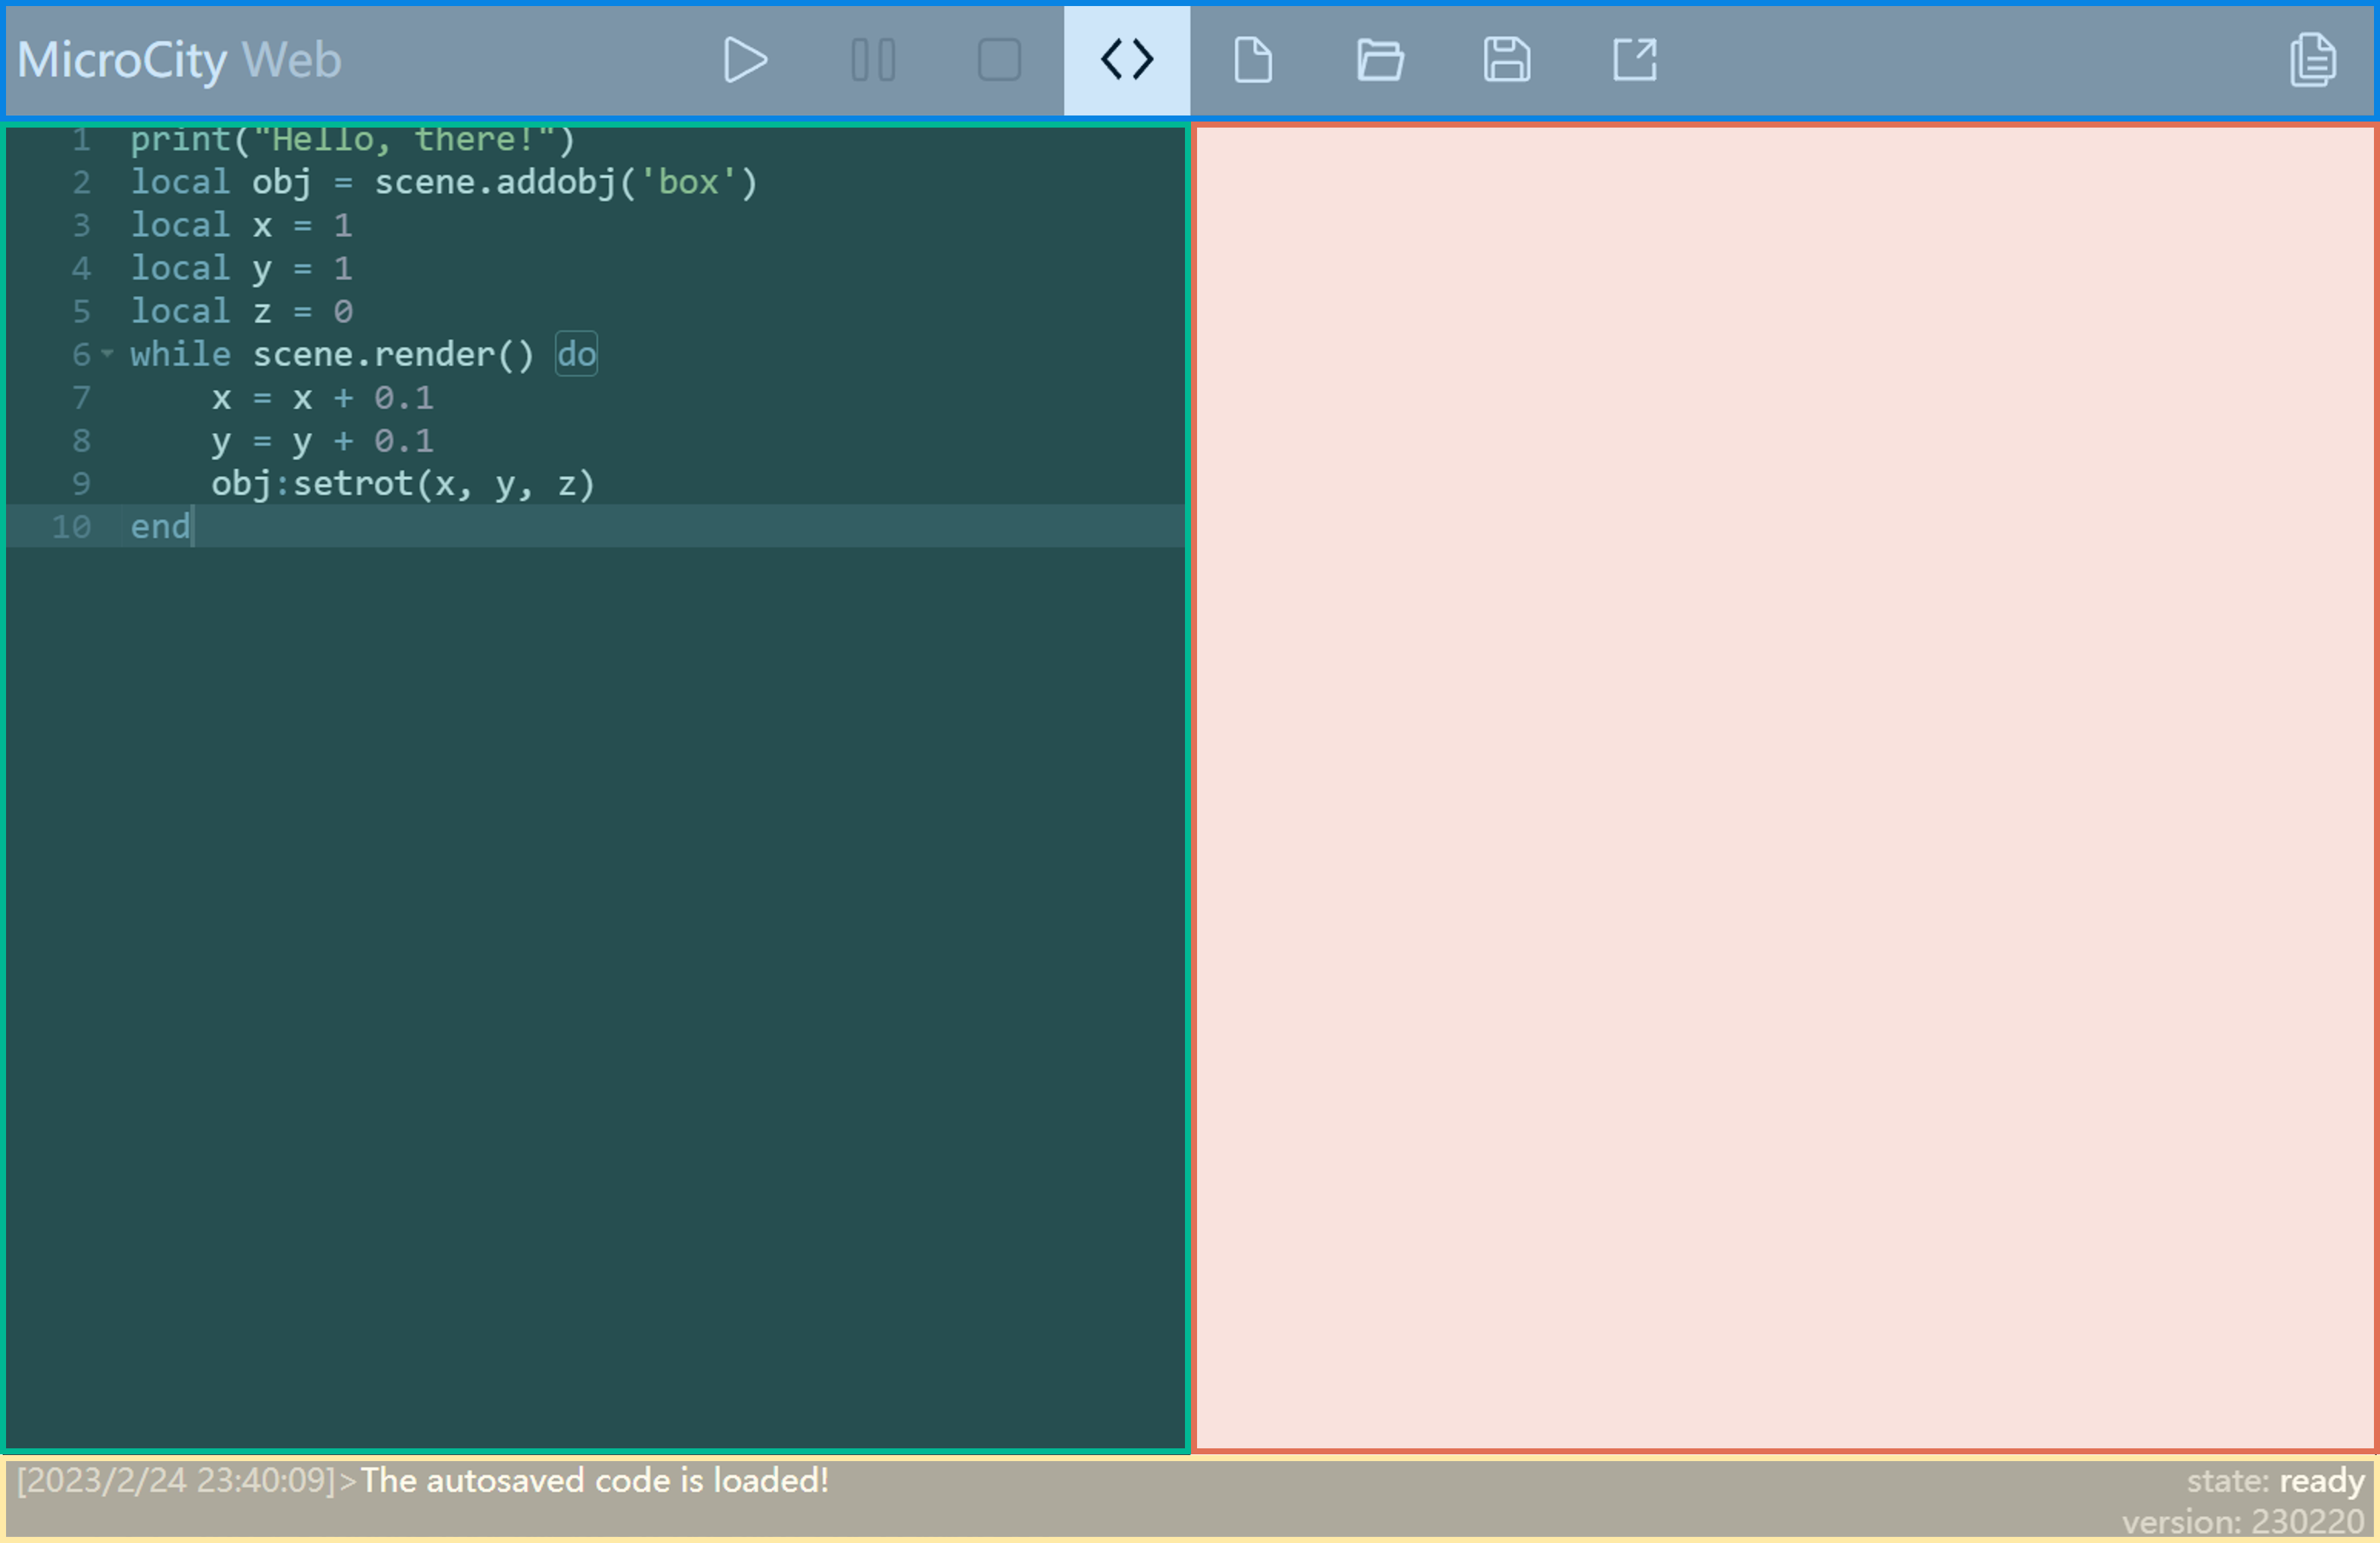 MicroCity Web
1 print("Hello, there!")
2 local obj = scene.addobj('box')
3 local x = 1
4 local y = 1
5 local z = 0
6 while scene.render() do
7     x = x + 0.1
8     y = y + 0.1
9     obj:setrot(x, y, z)
10 end
[2023/2/24 23:40:09]>The autosaved code is loaded!
state: ready
version: 230220